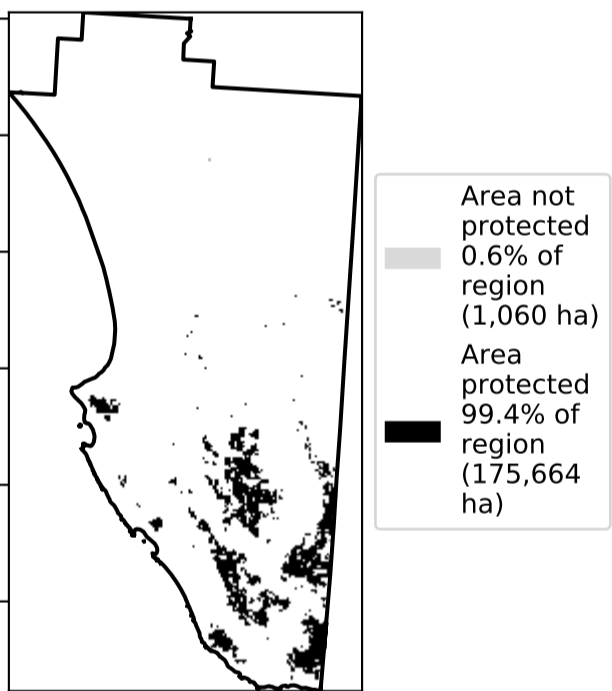 Area not
protected
0.6% of
region
(1,060 ha)
Area
protected
99.4% of
region
(175,664
ha)